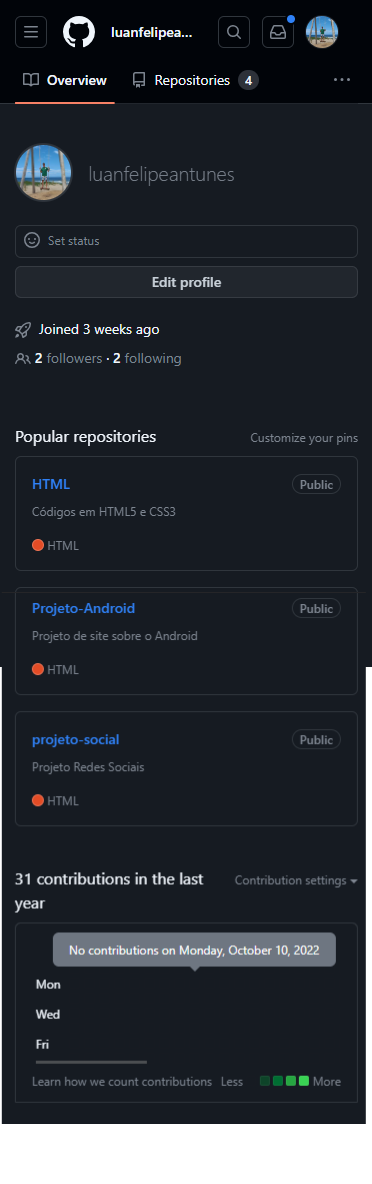 luanfelipea...
Overview Repositories 4
luanfelipeantunes
Set status
Edit profile
Joined 3 weeks ago
2 followers · 2 following
Popular repositories Customize your pins
HTML Public
Códigos em HTML5 e CSS3
HTML
Projeto-Android Public
Projeto de site sobre o Android
HTML
projeto-social Public
Projeto Redes Sociais
HTML
31 contributions in the last year Contribution settings
No contributions on Monday, October 10, 2022
Mon
Wed
Fri
Learn how we count contributions Less More